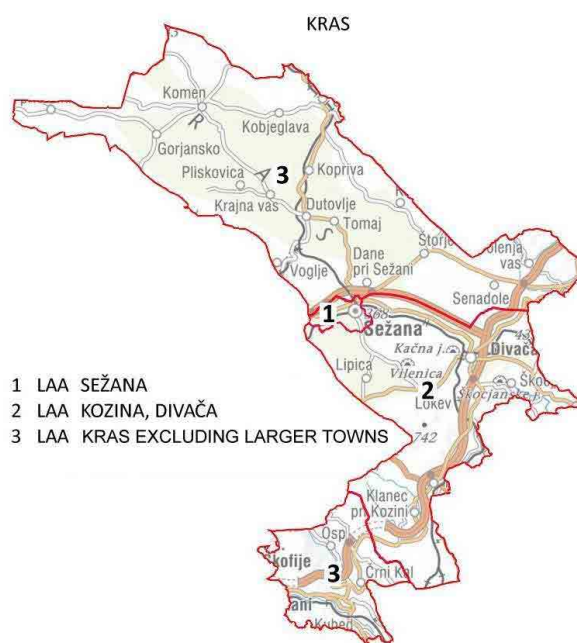 KRAS
Komen
Kobjeglava
R
Gorjansko
A
Pliskovica
3
Kopriva
Krajna vas
Dutovlje
S
Tomaj
Štorje
Voglje
Dane
pri Sežani
vas
Senadole
1
368
Sežana
Kačna j.
Divača
Vilenica
Lipica
2
Lokev
742
1 LAA SEŽANA
2 LAA KOZINA, DIVAČA
3 LAA KRAS EXCLUDING LARGER TOWNS
Klanec
pri Kozini
Osp
Škofije
3
Črni Kal